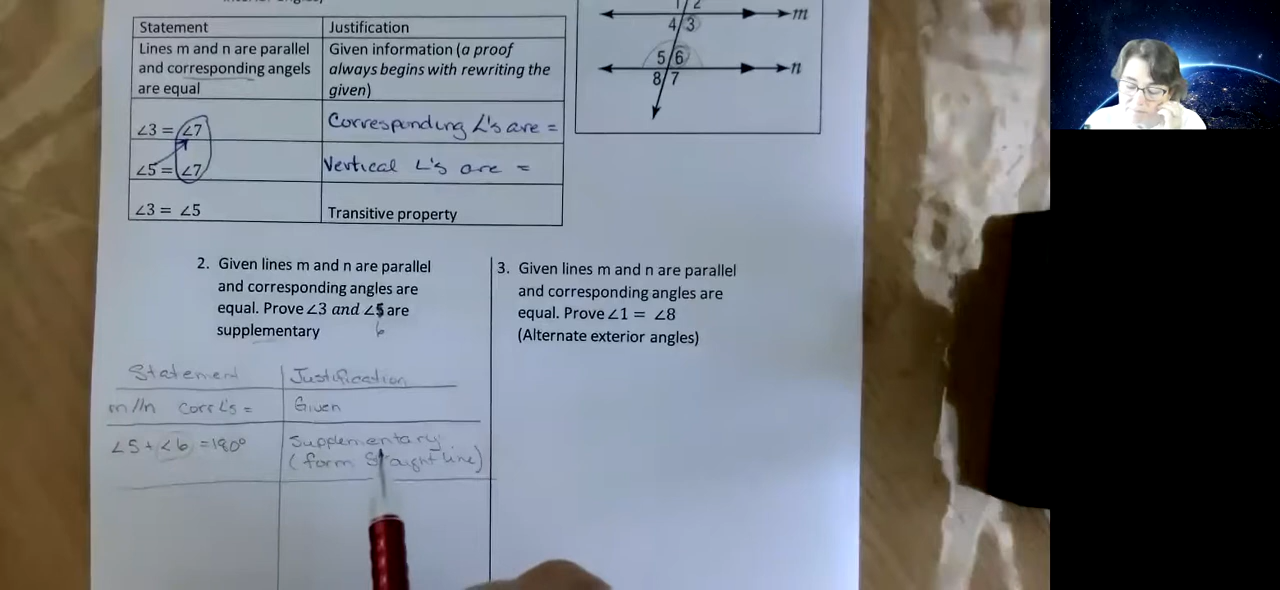 Statement
Justification
Lines m and n are parallel
and corresponding angels
are equal
Given information (a proof
always begins with rewriting the
given)
∠3 = ∠7
Corresponding ∠'s are =
∠5 = ∠7
Vertical ∠'s are =
∠3 = ∠5
Transitive property
1 2
m
4 3
5 6
n
8 7
2. Given lines m and n are parallel
and corresponding angles are
equal. Prove ∠3 and ∠5 are
6
supplementary
Statement
Justification
m//n Corr ∠'s =
Given
∠5 + ∠6 = 180°
Supplementary
(form Straight line)
3. Given lines m and n are parallel
and corresponding angles are
equal. Prove ∠1 = ∠8
(Alternate exterior angles)